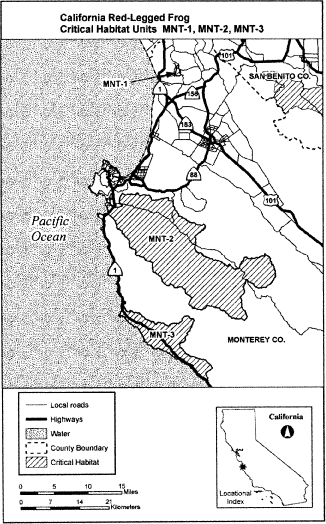 California Red-Legged Frog
Critical Habitat Units MNT-1, MNT-2, MNT-3
101
MNT-1
SAN BENITO CO.
1
156
183
68
101
Pacific
Ocean
MNT-2
1
MNT-3
MONTEREY CO.
Local roads
Highways
Water
County Boundary
Critical Habitat
0 5 10 15
Miles
0 7 14 21
Kilometers
California
Locational
Index